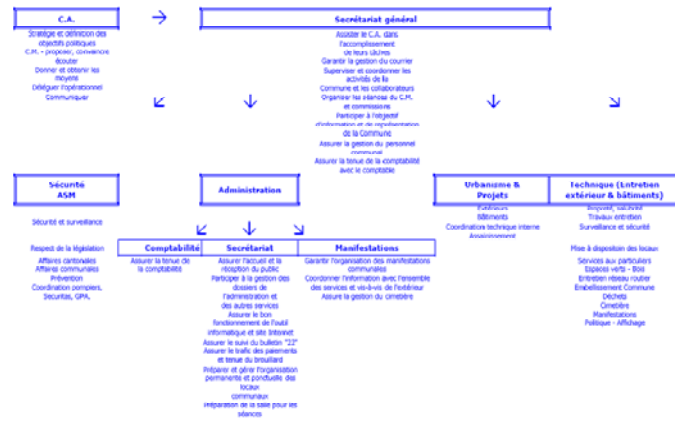 C.A.
Stratégie et définition des
objectifs politiques
C.M. - proposer, convaincre
écouter
Donner et obtenir les
moyens
Déléguer l'opérationnel
Communiquer
Secrétariat général
Assister le C.A. dans
l'accomplissement
de leurs tâches
Garantir la gestion du courrier
Superviser et coordonner les
activités de la
Commune et les collaborateurs
Organiser les séances du C.M.
et commissions
Participer à l'objectif
d'information et de représentation
de la Commune
Assurer la gestion du personnel
communal
Assurer la tenue de la comptabilité
avec le comptable
Sécurité
ASM
Sécurité et surveillance
Respect de la législation
Affaires cantonales
Affaires communales
Prévention
Coordination pompiers,
Securitas, GPA.
Administration
Comptabilité
Assurer la tenue de
la comptabilité
Secrétariat
Assurer l'accueil et la
réception du public
Participer à la gestion des
dossiers de
l'administration et
des autres services
Assurer le bon
fonctionnement de l'outil
informatique et site Internet
Assurer le suivi du bulletin "22"
Assurer le trafic des paiements
et tenue du brouillard
Préparer et gérer l'organisation
permanente et ponctuelle des
locaux
communaux
Préparation de la salle pour les
séances
Manifestations
Garantir l'organisation des manifestations
communales
Coordonner l'information avec l'ensemble
des services et vis-à-vis de l'extérieur
Assure la gestion du cimetière
Urbanisme &
Projets
Extérieurs
Bâtiments
Coordination technique interne
Assainissement
Technique (Entretien
extérieur & bâtiments)
Propreté, salubrité
Travaux entretien
Surveillance et sécurité
Mise à disposition des locaux
Services aux particuliers
Espaces verts - Bois
Entretien réseau routier
Embellissement Commune
Déchets
Cimetière
Manifestations
Politique - Affichage